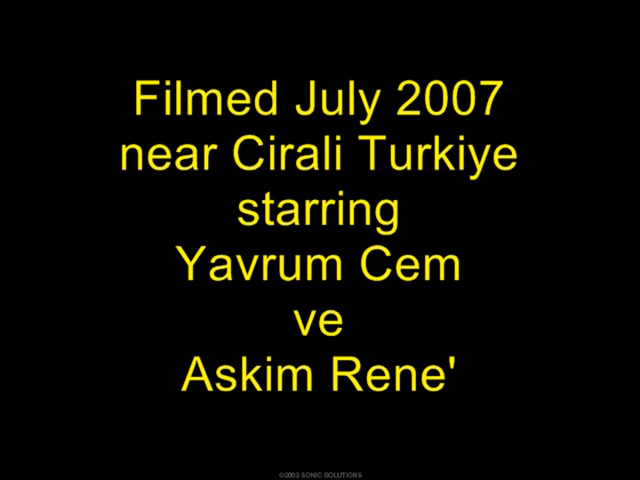 Filmed July 2007
near Cirali Turkiye
starring
Yavrum Cem
ve
Askim Rene'
©2003 SONIC SOLUTIONS